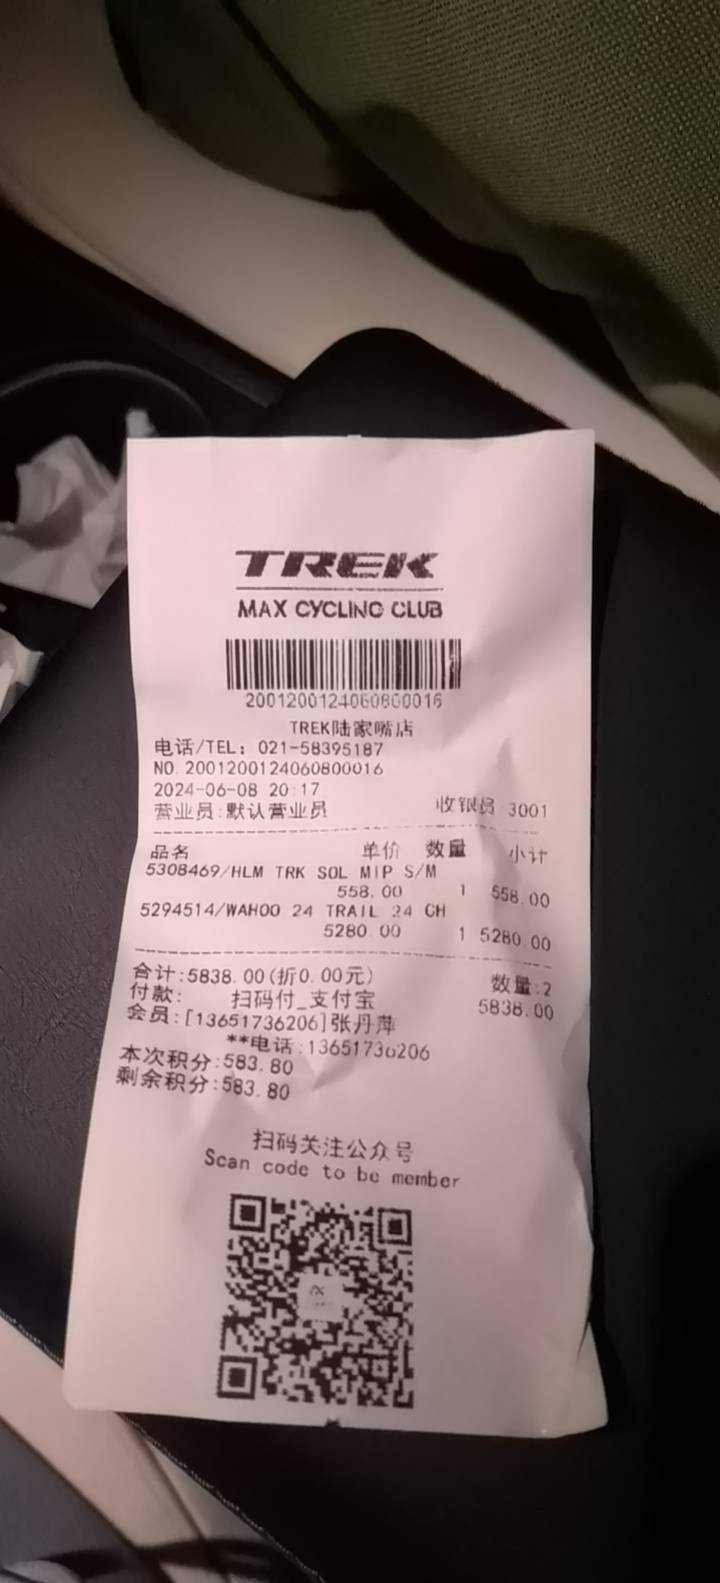 TREK
MAX CYCLING CLUB
2001200124060800016
TREK陆家嘴店
电话/TEL: 021-58395187
NO.2001200124060800016
2024-06-08 20:17
营业员:默认营业员 收银员 3001
品名 单价 数量 小计
5308469/HLM TRK SOL MIP S/M
558.00 1 558.00
5294514/WAHOO 24 TRAIL 24 CH
5280.00 1 5280.00
合计:5838.00(折0.00元) 数量:2
付款: 扫码付_支付宝 5838.00
会员:[13651736206]张丹萍
**电话:13651736206
本次积分:583.80
剩余积分:583.80
扫码关注公众号
Scan code to be member